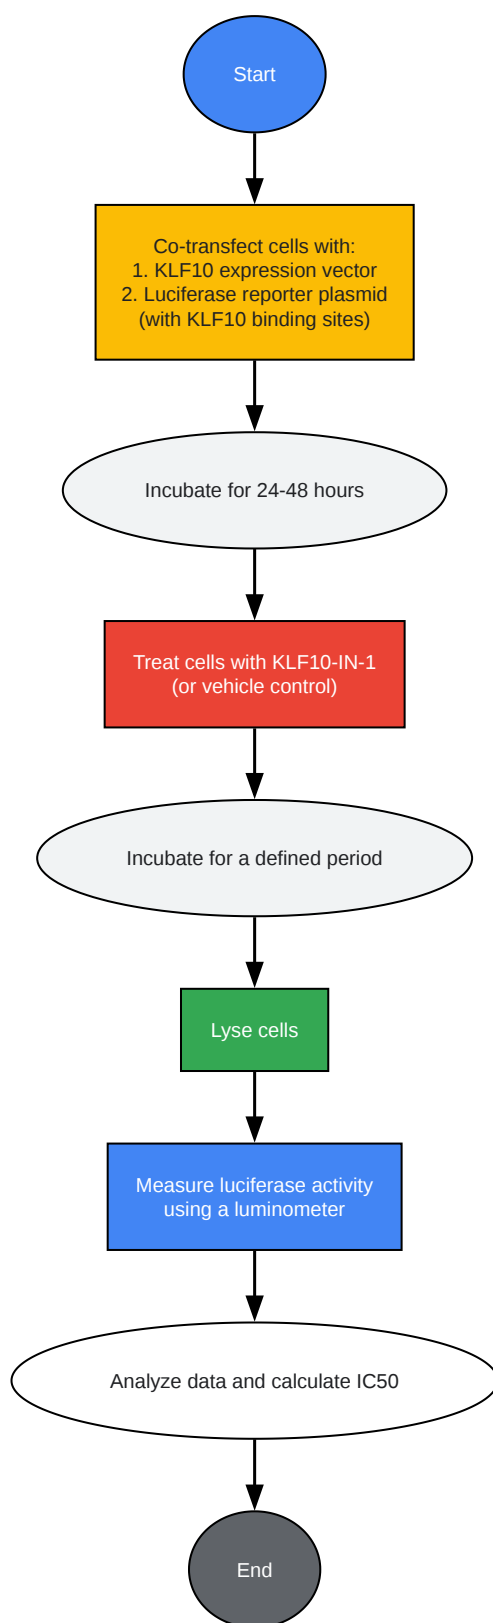 Start
Co-transfect cells with:
1. KLF10 expression vector
2. Luciferase reporter plasmid
(with KLF10 binding sites)
Incubate for 24-48 hours
Treat cells with KLF10-IN-1
(or vehicle control)
Incubate for a defined period
Lyse cells
Measure luciferase activity
using a luminometer
Analyze data and calculate IC50
End